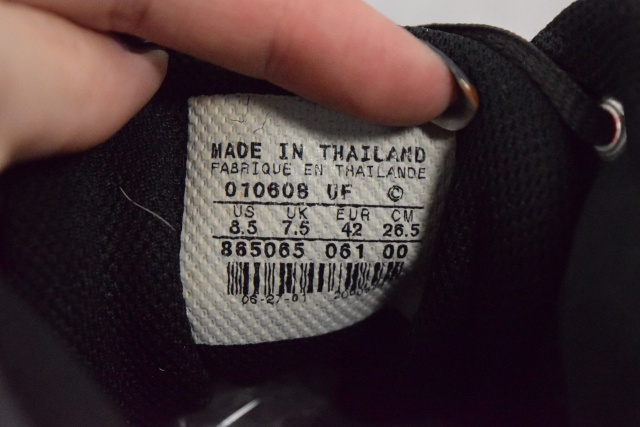 MADE IN THAILAND
FABRIQUE EN THAILANDE
010608 UF ©
US UK EUR CM
8.5 7.5 42 26.5
865065 061 00
06-27-01